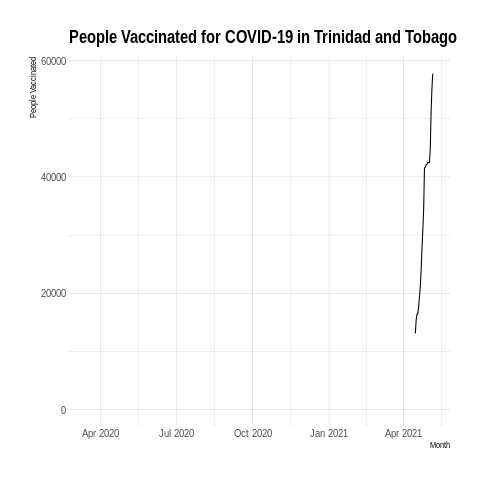 People Vaccinated for COVID-19 in Trinidad and Tobago
People Vaccinated
60000
40000
20000
0
Apr 2020 Jul 2020 Oct 2020 Jan 2021 Apr 2021
Month